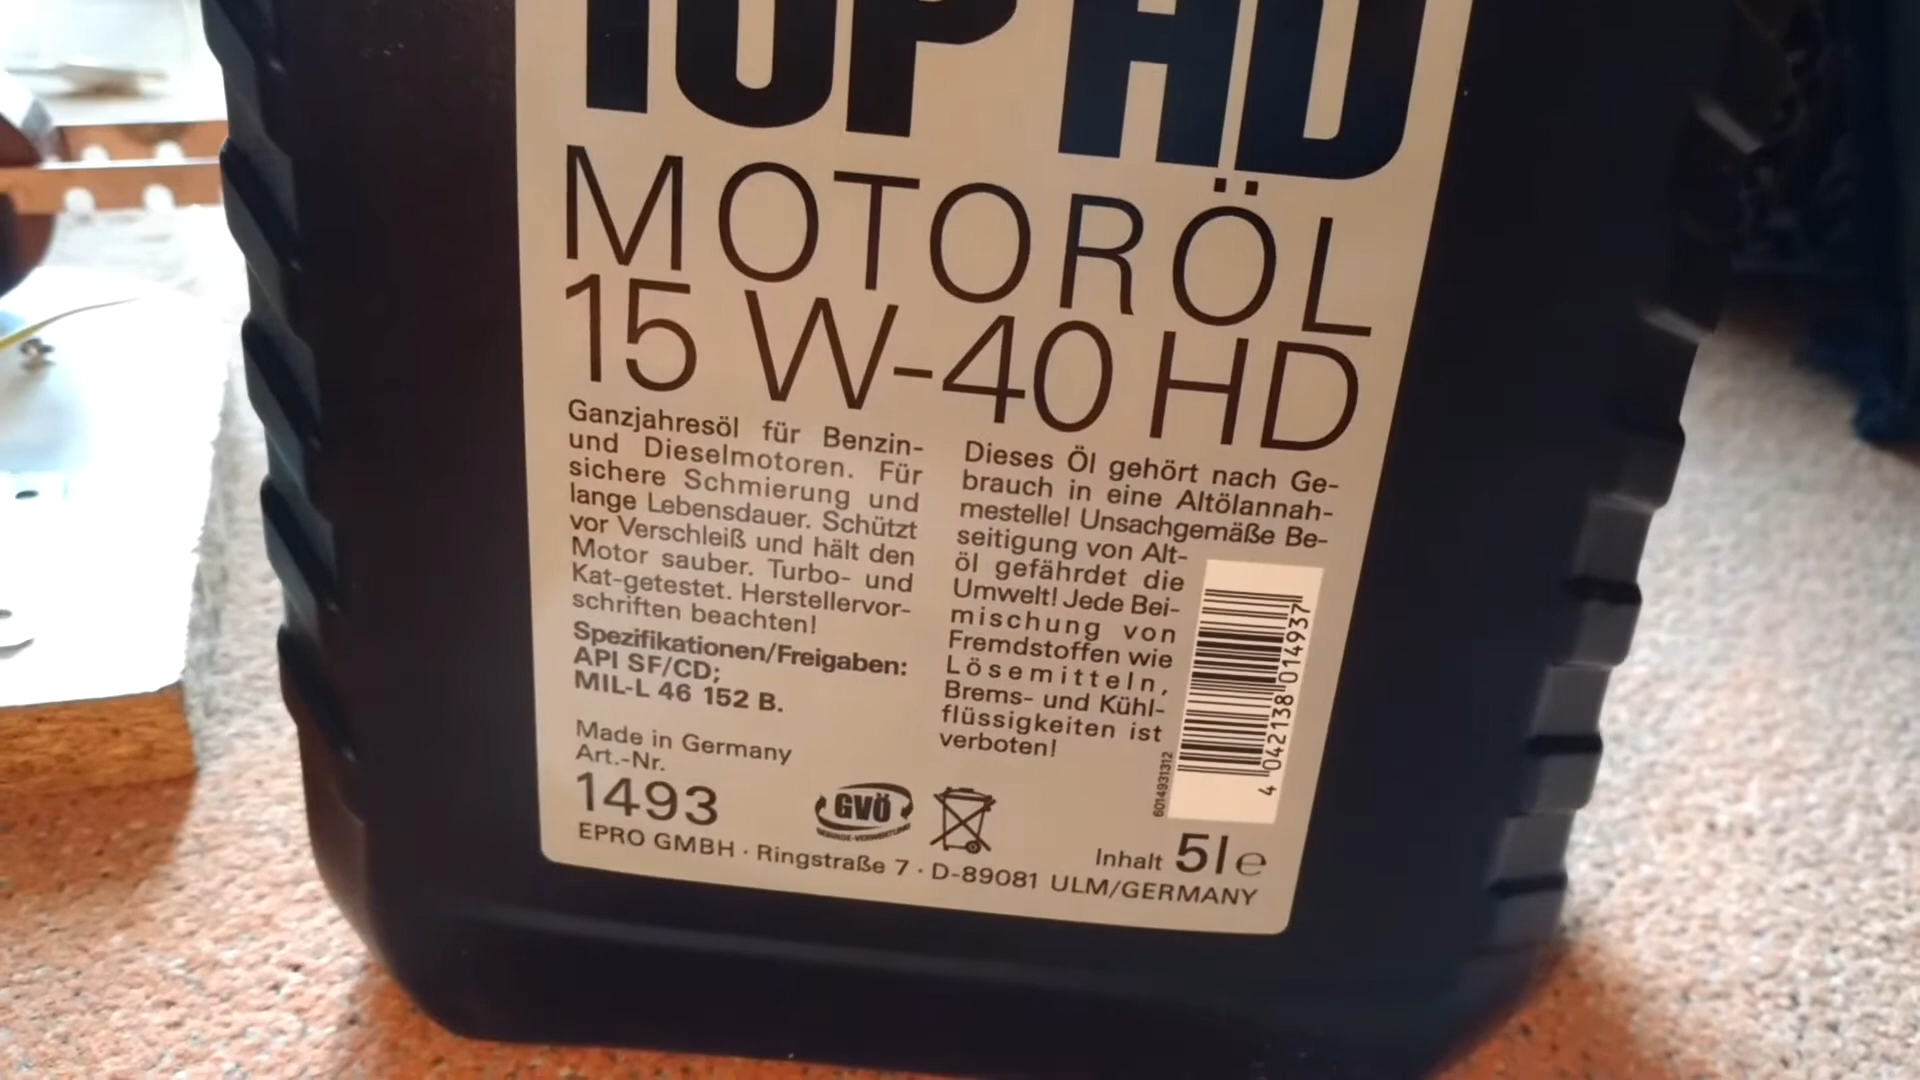 TOP HD
MOTORÖL
15 W-40 HD
Ganzjahresöl für Benzin-
und Dieselmotoren. Für
sichere Schmierung und
lange Lebensdauer. Schützt
vor Verschleiß und hält den
Motor sauber. Turbo- und
Kat-getestet. Herstellervor-
schriften beachten!
Spezifikationen/Freigaben:
API SF/CD;
MIL-L 46 152 B.
Made in Germany
Art.-Nr.
1493
Dieses Öl gehört nach Ge-
brauch in eine Altölannah-
mestelle! Unsachgemäße Be-
seitigung von Alt-
öl gefährdet die
Umwelt! Jede Bei-
mischung von
Fremdstoffen wie
Lösemitteln,
Brems- und Kühl-
flüssigkeiten ist
verboten!
6014931312
4 042138 014937
GVÖ
Inhalt 5l e
EPRO GMBH · Ringstraße 7 · D-89081 ULM/GERMANY